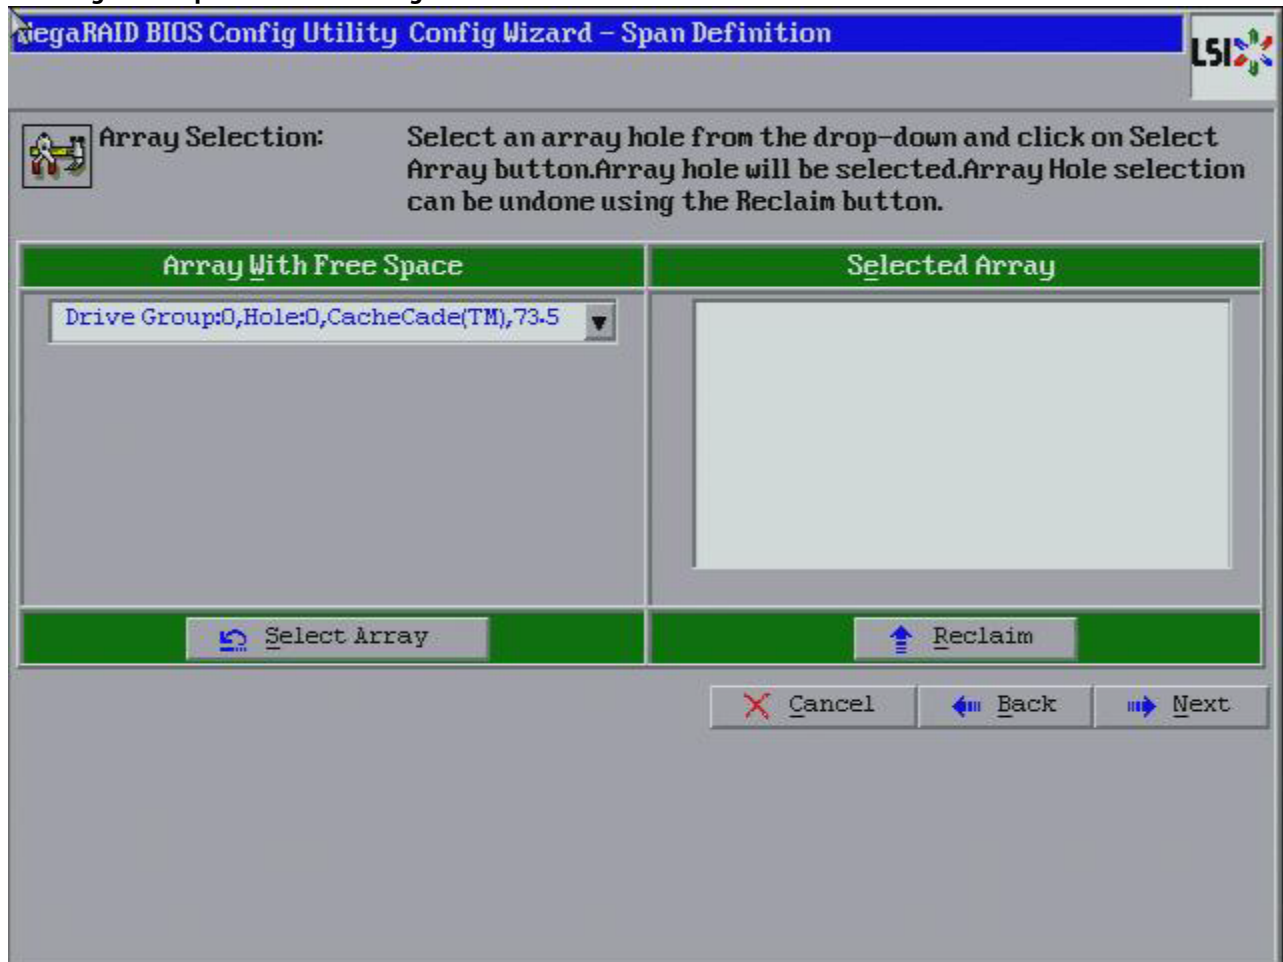 MegaRAID BIOS Config Utility Config Wizard – Span Definition
LSI
Array Selection:
Select an array hole from the drop-down and click on Select
Array button.Array hole will be selected.Array Hole selection
can be undone using the Reclaim button.
Array With Free Space
Selected Array
Drive Group:0,Hole:0,CacheCade(TM),73.5
Select Array
Reclaim
Cancel
Back
Next